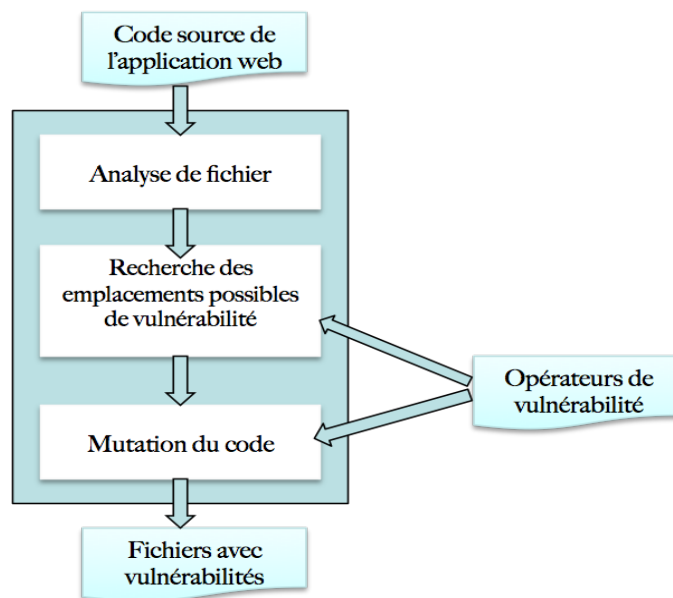 Code source de
l'application web
Analyse de fichier
Recherche des
emplacements possibles
de vulnérabilité
Opérateurs de
vulnérabilité
Mutation du code
Fichiers avec
vulnérabilités